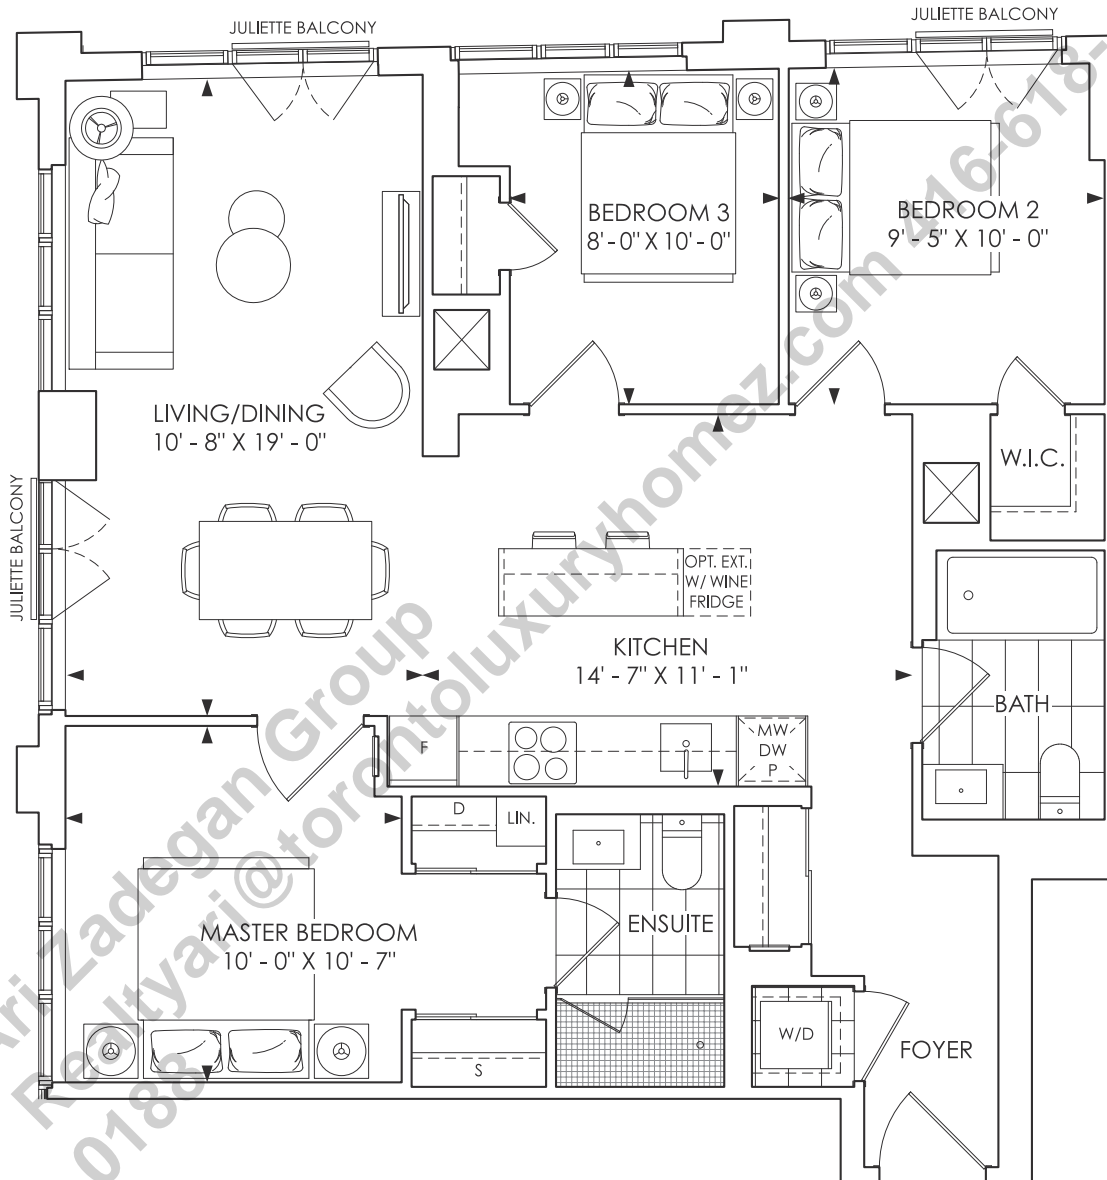 JULIETTE BALCONY
JULIETTE BALCONY
BEDROOM 3
8' - 0" X 10' - 0"
BEDROOM 2
9' - 5" X 10' - 0"
LIVING/DINING
10' - 8" X 19' - 0"
W.I.C.
JULIETTE BALCONY
OPT. EXT.
W/ WINE
FRIDGE
KITCHEN
14' - 7" X 11' - 1"
BATH
F
MW
DW
P
D
LIN.
MASTER BEDROOM
10' - 0" X 10' - 7"
ENSUITE
W/D
FOYER
S
Ari Zadegan Group
Realtyari@torontoluxuryhomez.com 416-618-
0188